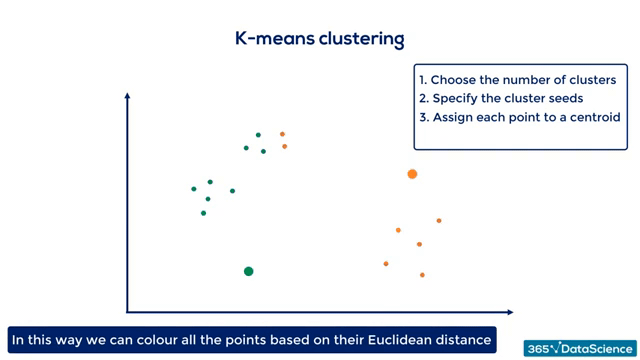 K-means clustering
1. Choose the number of clusters
2. Specify the cluster seeds
3. Assign each point to a centroid
In this way we can colour all the points based on their Euclidean distance
365 DataScience